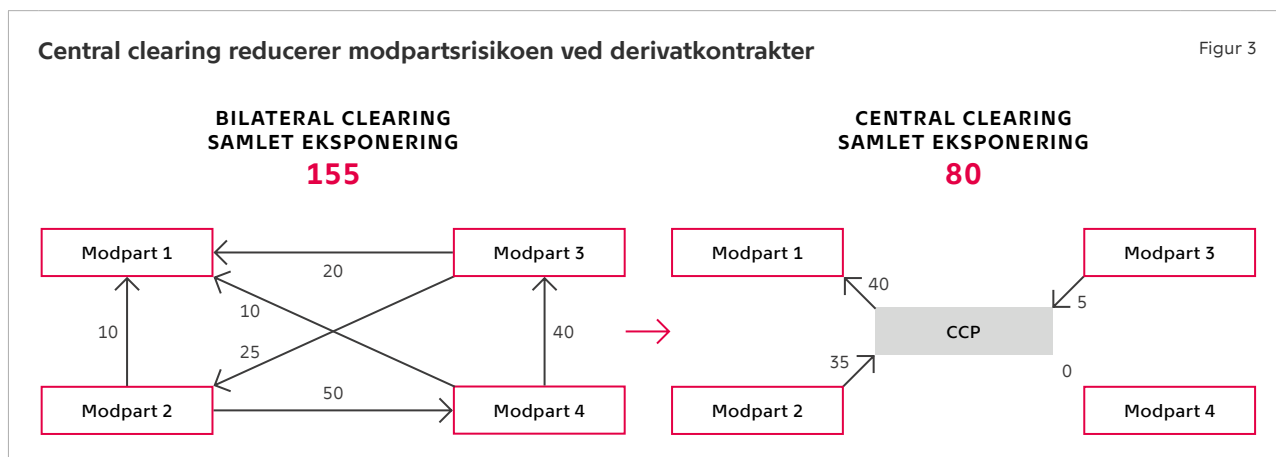 Central clearing reducerer modpartsrisikoen ved derivatkontrakter
Figur 3
BILATERAL CLEARING
SAMLET EKSPONERING
155
Modpart 1
Modpart 3
20
10
10
25
40
50
Modpart 2
Modpart 4
CENTRAL CLEARING
SAMLET EKSPONERING
80
Modpart 1
Modpart 3
40
5
CCP
35
0
Modpart 2
Modpart 4